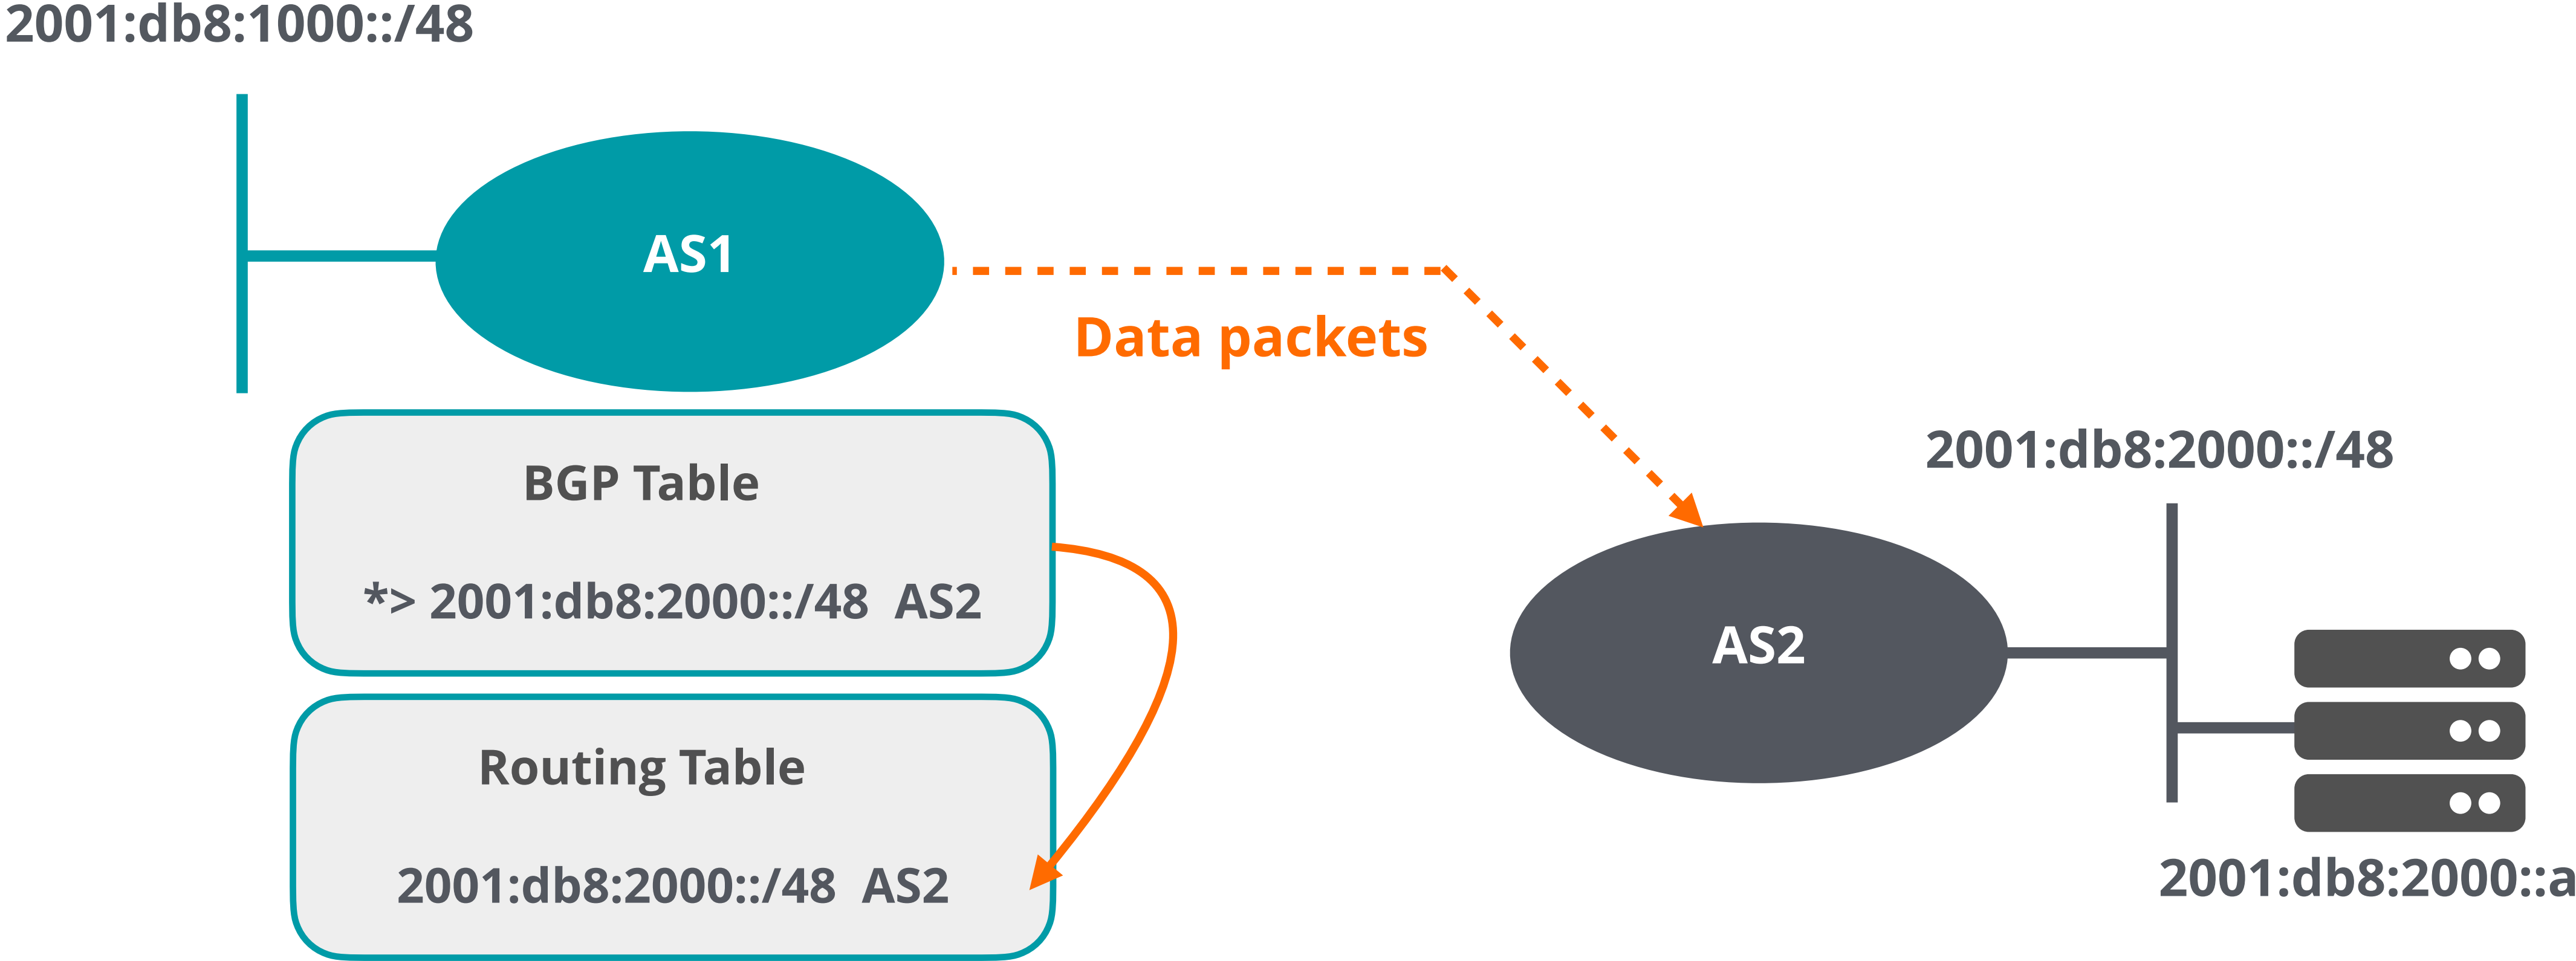 2001:db8:1000::/48
AS1
Data packets
BGP Table
*> 2001:db8:2000::/48 AS2
Routing Table
2001:db8:2000::/48 AS2
2001:db8:2000::/48
AS2
2001:db8:2000::a